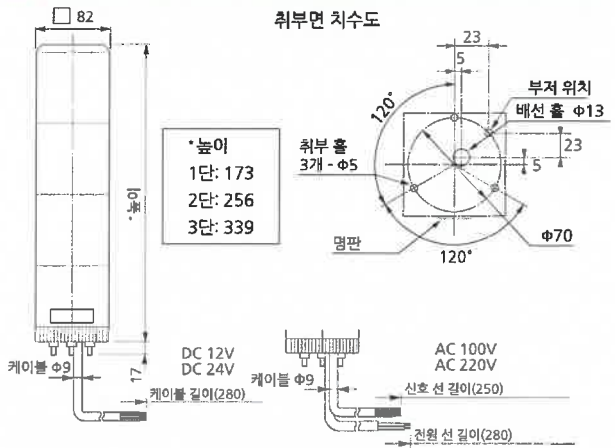 □ 82
취부면 치수도
23
5
120°
부저 위치
배선 홀 Φ13
취부 홀
3개 - Φ5
23
5
*높이
1단: 173
2단: 256
3단: 339
*높이
명판
Φ70
120°
케이블 Φ9
17
DC 12V
DC 24V
케이블 길이(280)
케이블 Φ9
AC 100V
AC 220V
신호 선 길이(250)
전원 선 길이(280)